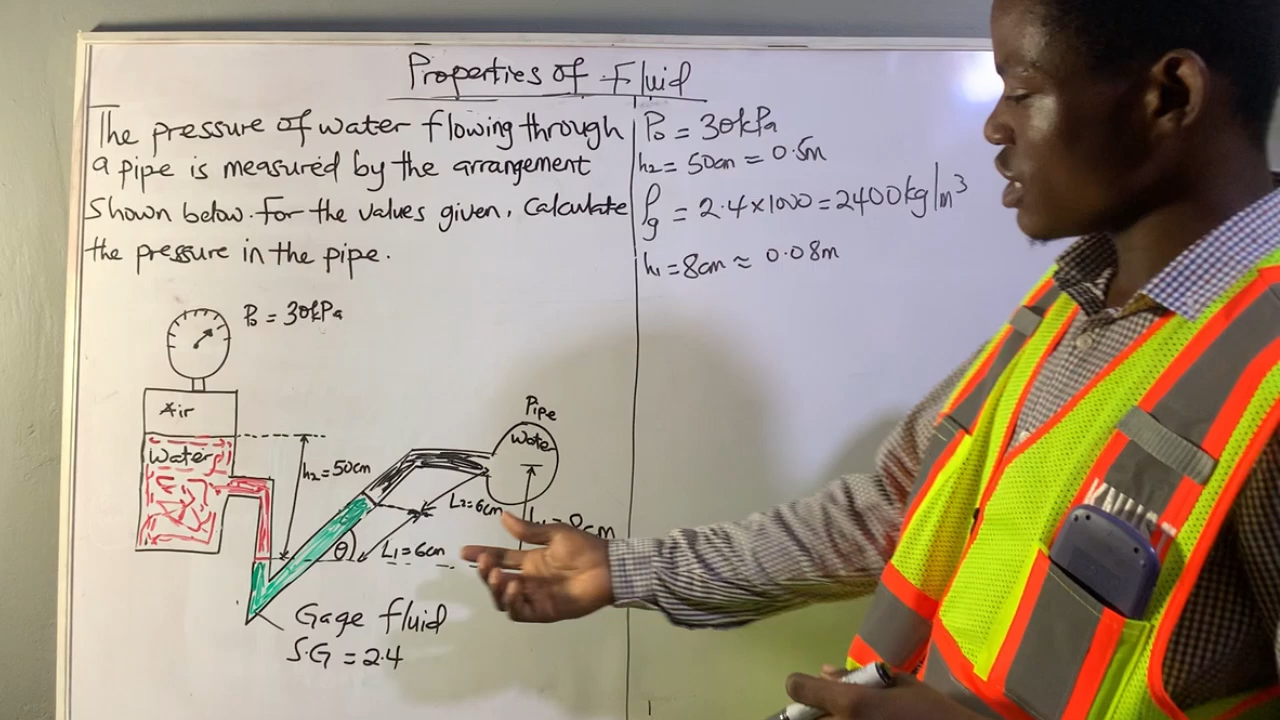 Properties of Fluid
The pressure of water flowing through
a pipe is measured by the arrangement
Shown below. For the values given, Calculate
the pressure in the pipe.
P₀ = 30kPa
h2 = 50cm ≈ 0.5m
ρg = 2.4×1000 = 2400kg/m³
h₁ = 8cm ≈ 0.08m
P₀ = 30kPa
Air
Water
h2 = 50cm
Pipe
Water
L2=6cm
L1=6cm
θ
Gage fluid
S.G = 2.4